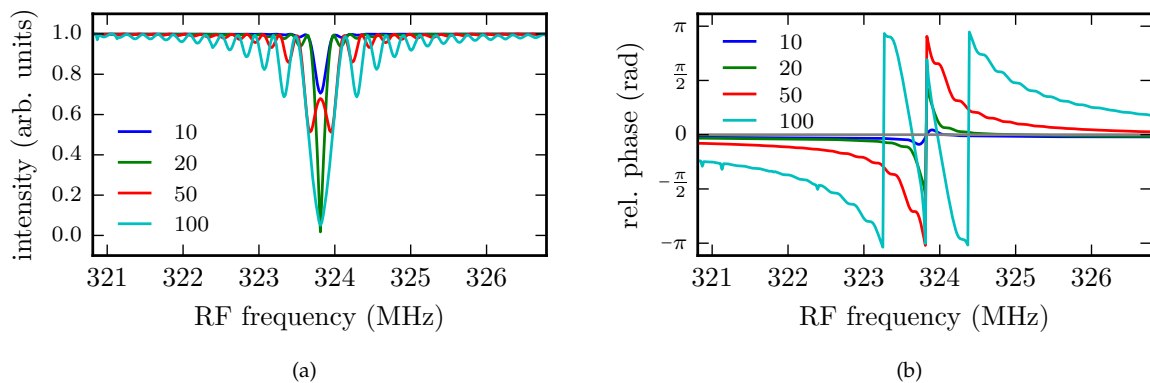 intensity (arb. units)
1.0
0.8
0.6
0.4
0.2
0.0
10
20
50
100
321 322 323 324 325 326
RF frequency (MHz)
(a)
rel. phase (rad)
π
π/2
0
−π/2
−π
10
20
50
100
321 322 323 324 325 326
RF frequency (MHz)
(b)